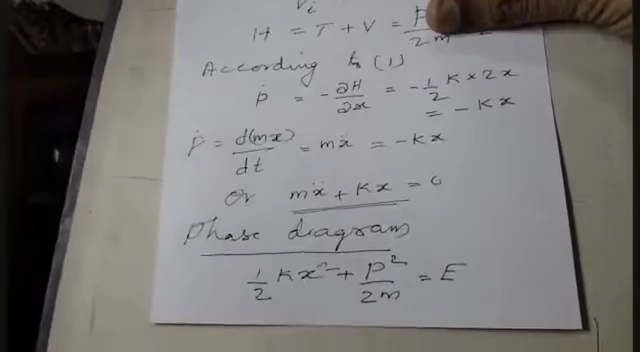 H = T + V = p / 2m
According to (1)
ṗ = -∂H/∂x = -1/2 K × 2x
= -Kx
ṗ = d(mẋ)/dt = mẍ = -Kx
Or mẍ + Kx = 0
Phase diagram
1/2 Kx² + p²/2m = E